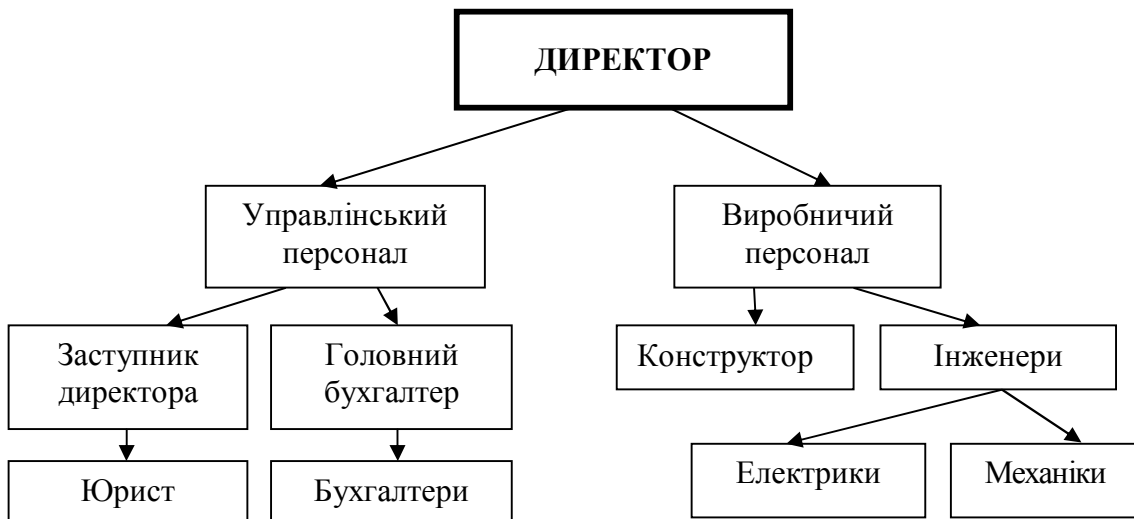 ДИРЕКТОР
Управлінський
персонал
Виробничий
персонал
Заступник
директора
Головний
бухгалтер
Конструктор
Інженери
Юрист
Бухгалтери
Електрики
Механіки